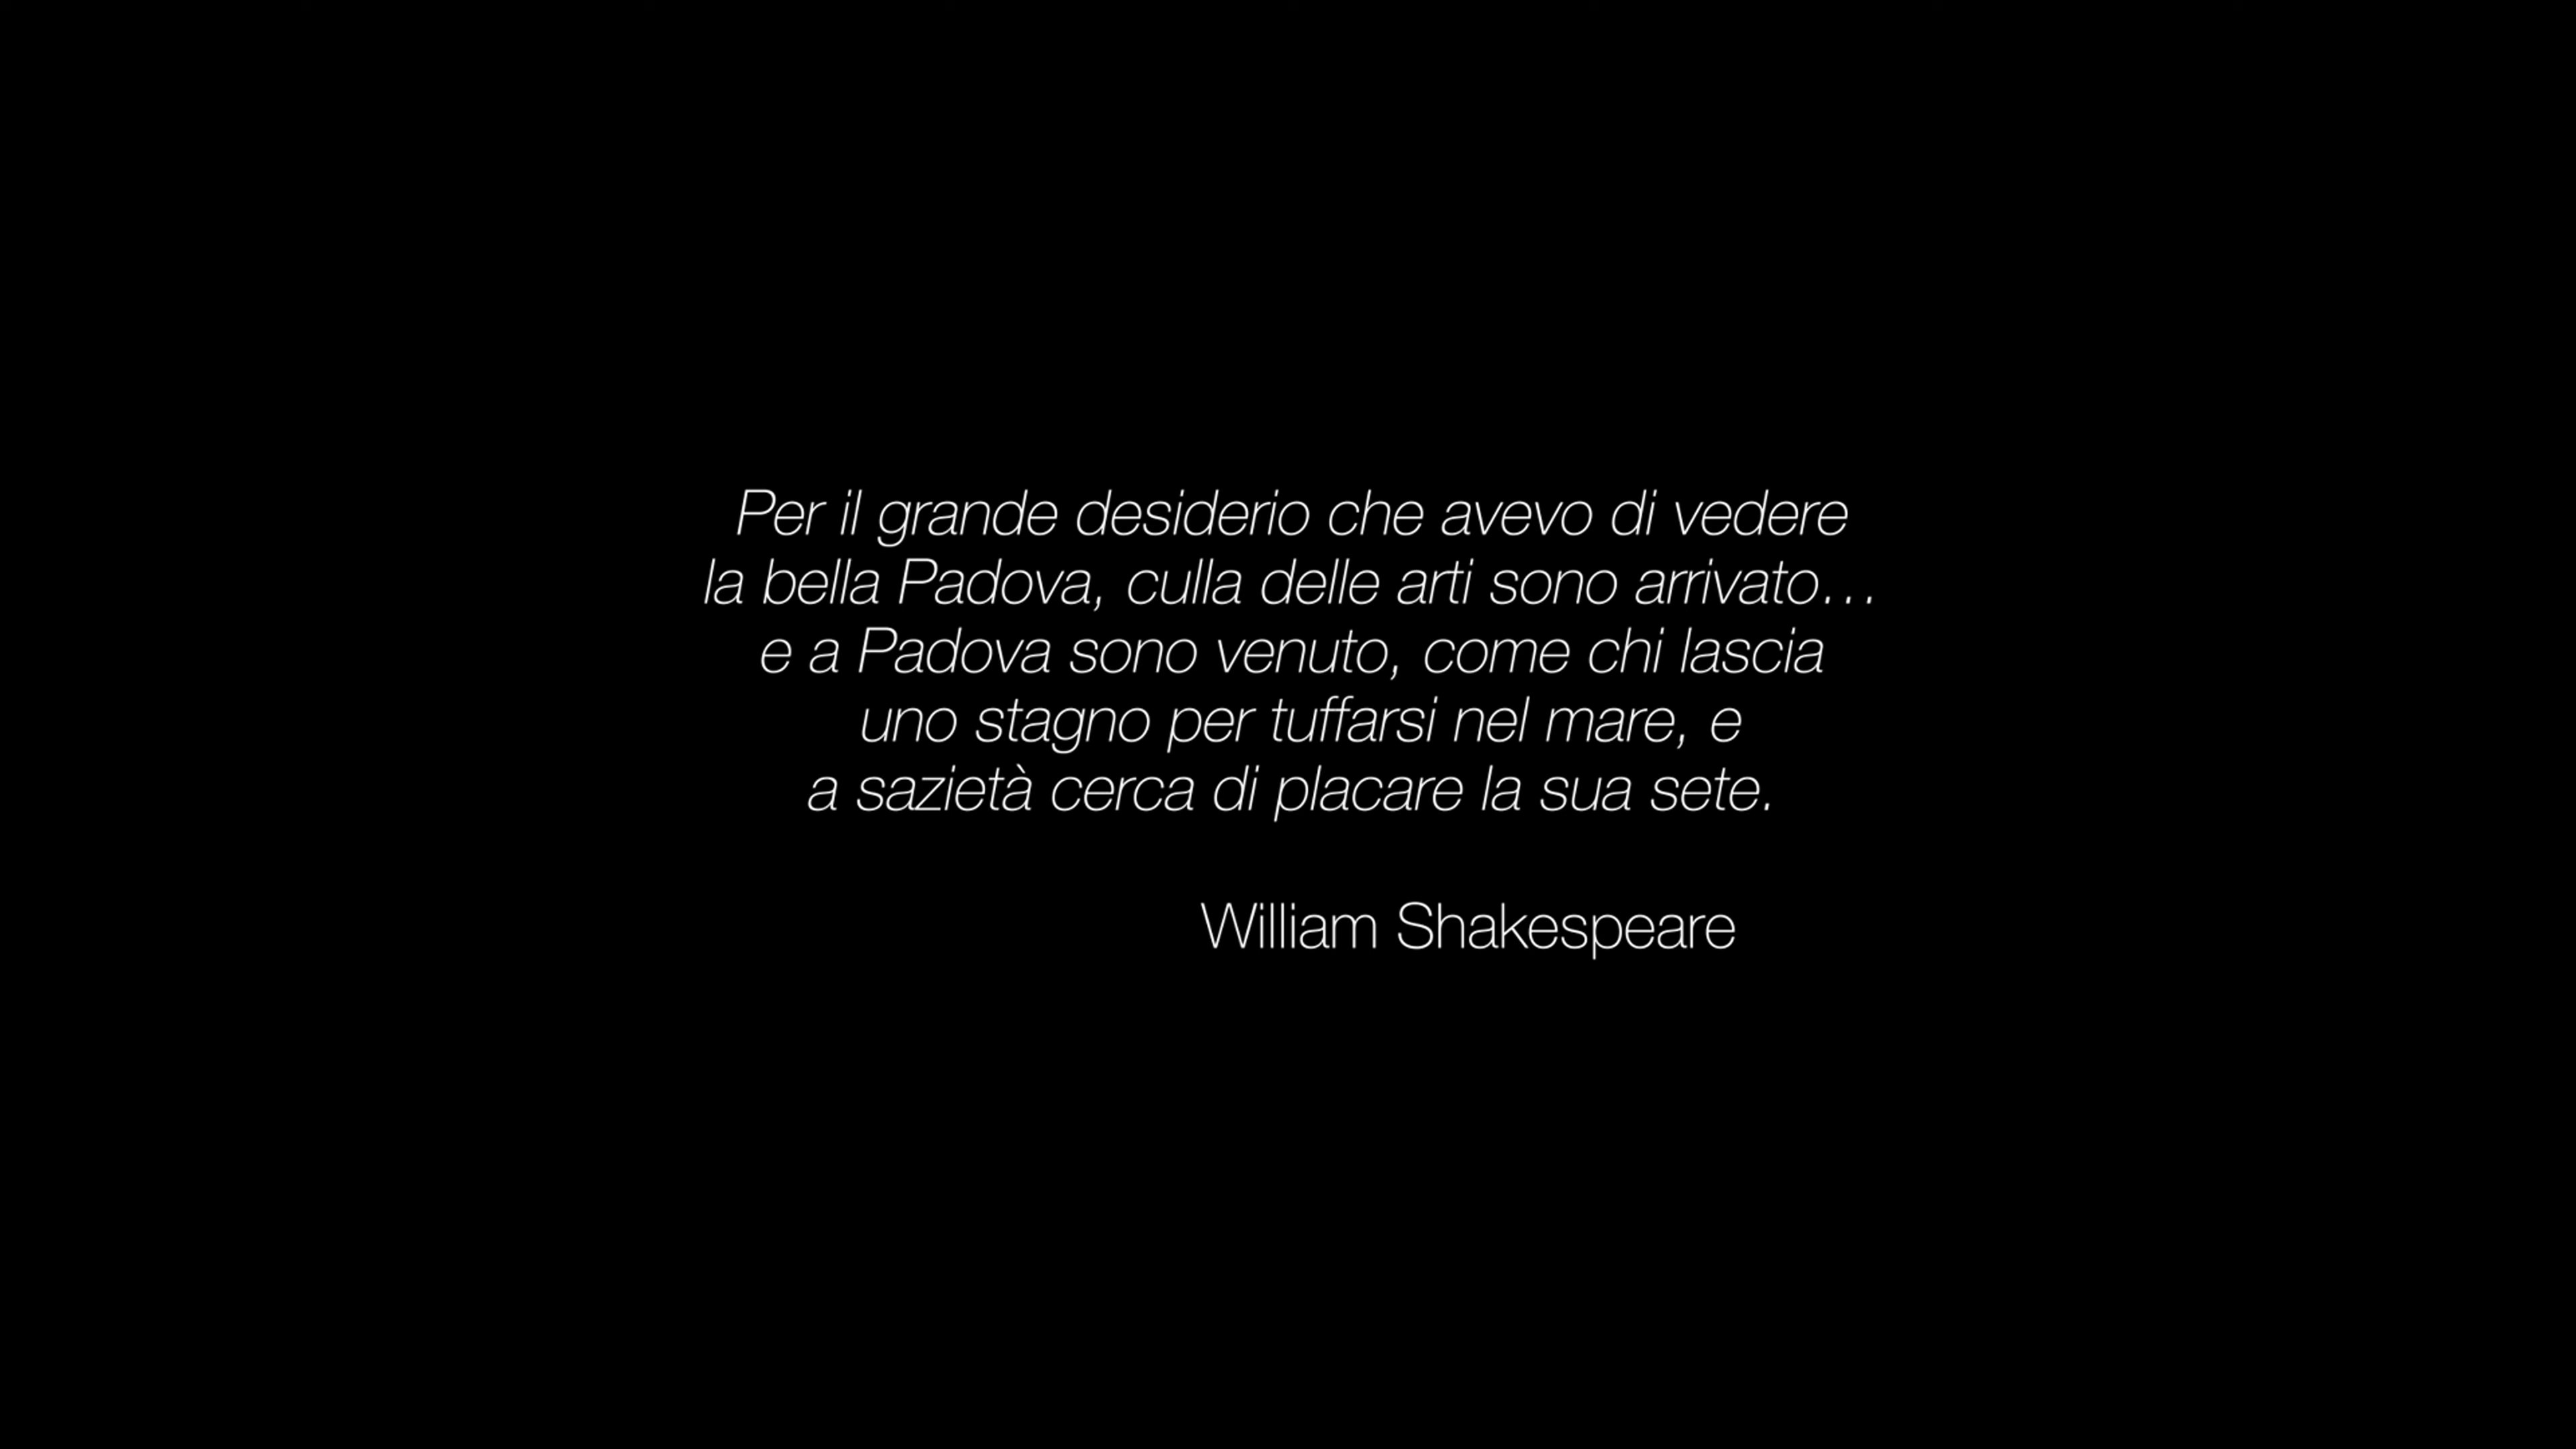 Per il grande desiderio che avevo di vedere
la bella Padova, culla delle arti sono arrivato...
e a Padova sono venuto, come chi lascia
uno stagno per tuffarsi nel mare, e
a sazietà cerca di placare la sua sete.
William Shakespeare